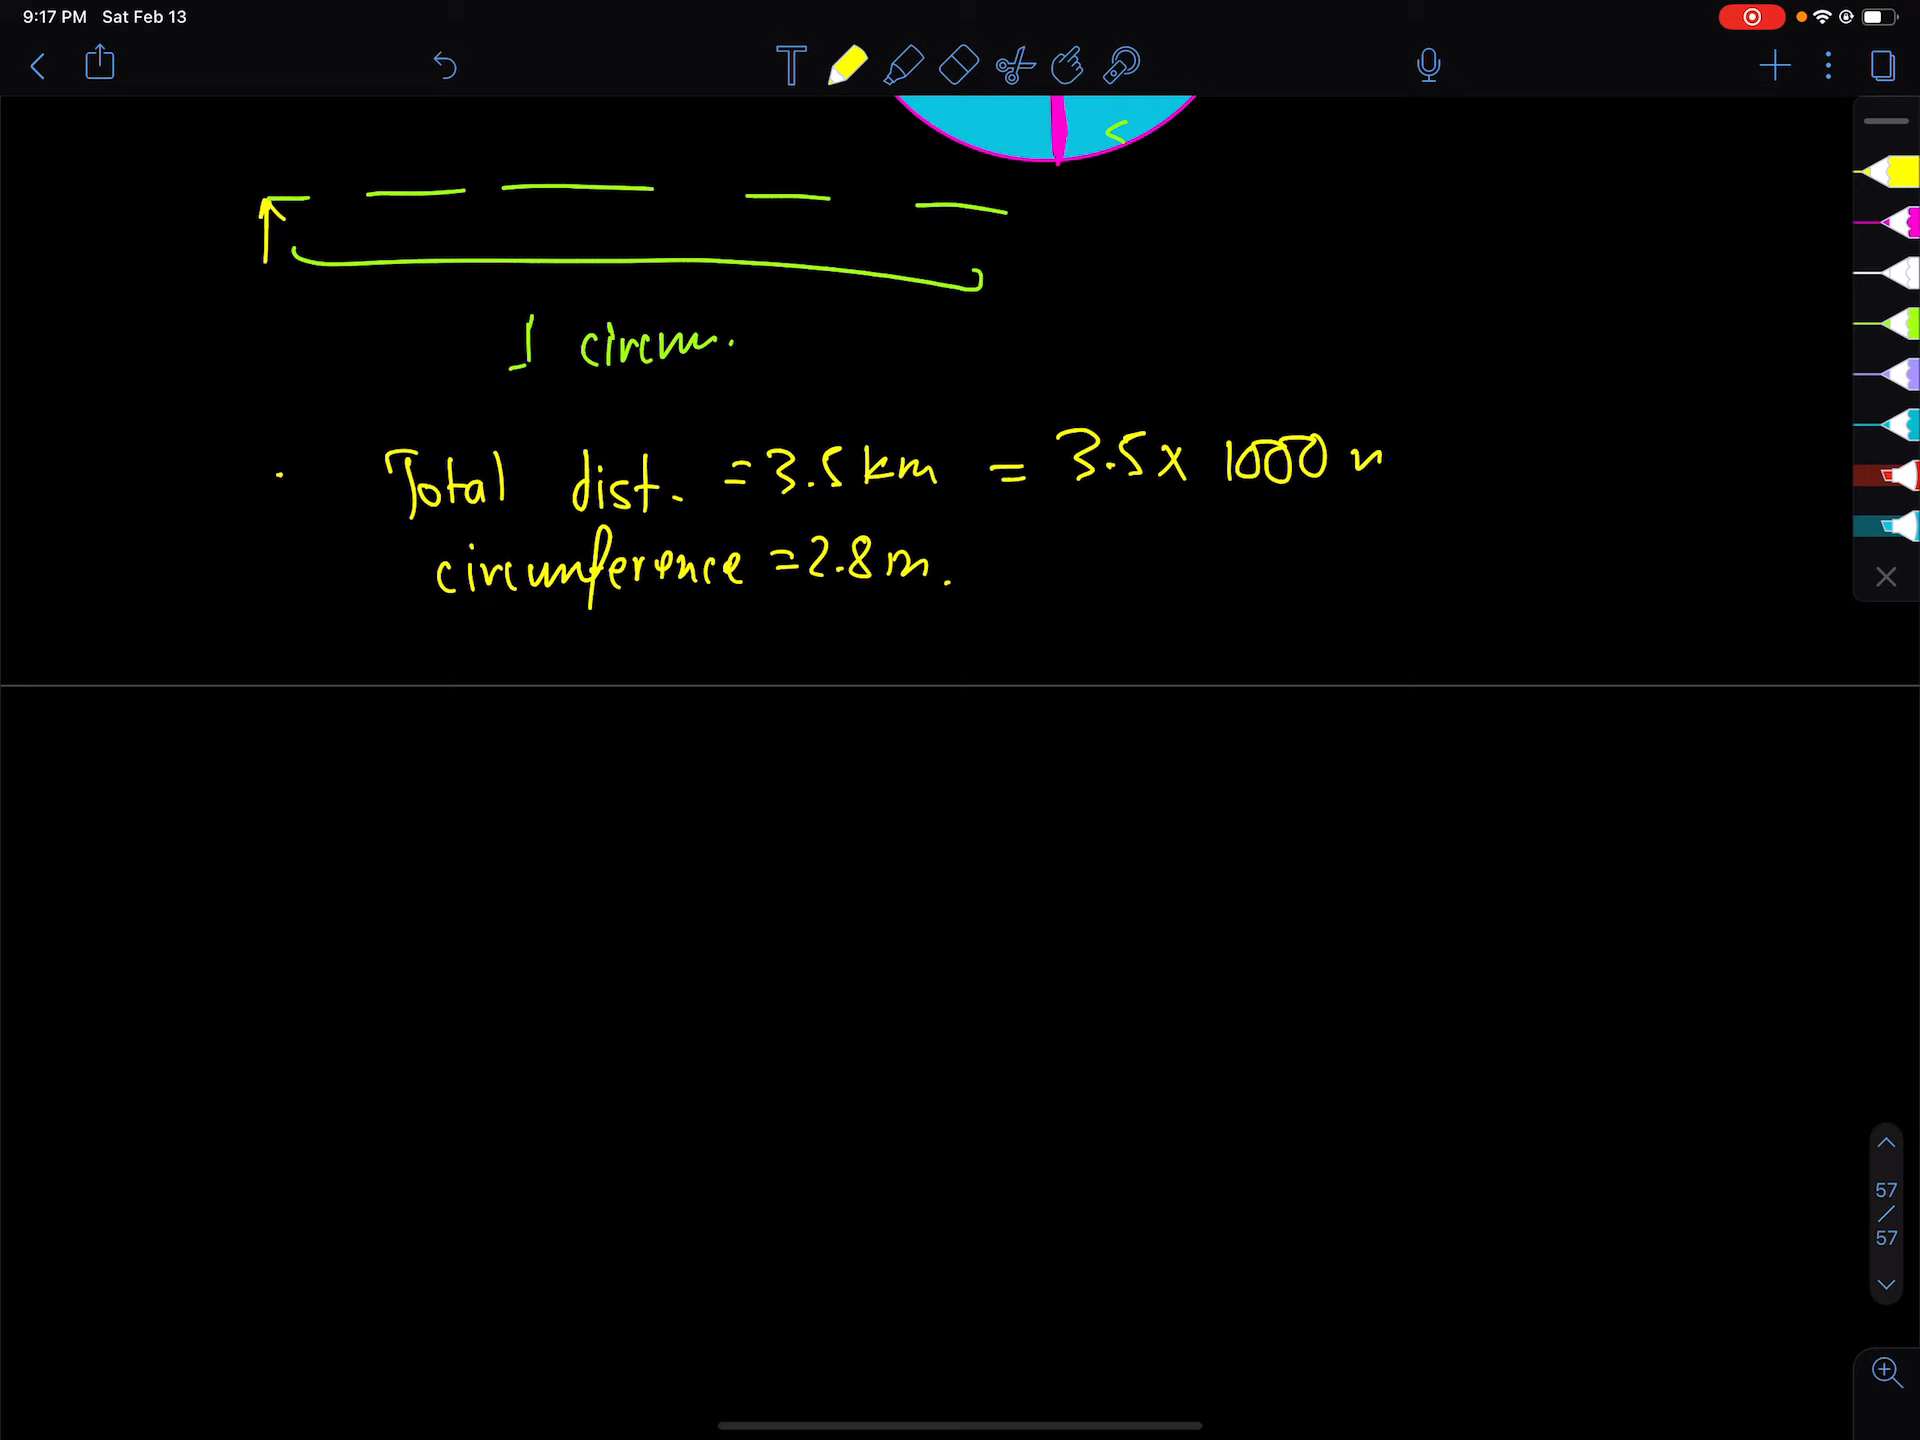 9:17 PM Sat Feb 13
1 circum.
Total dist. = 3.5 km = 3.5 x 1000 m
circumference = 2.8 m.
57
57